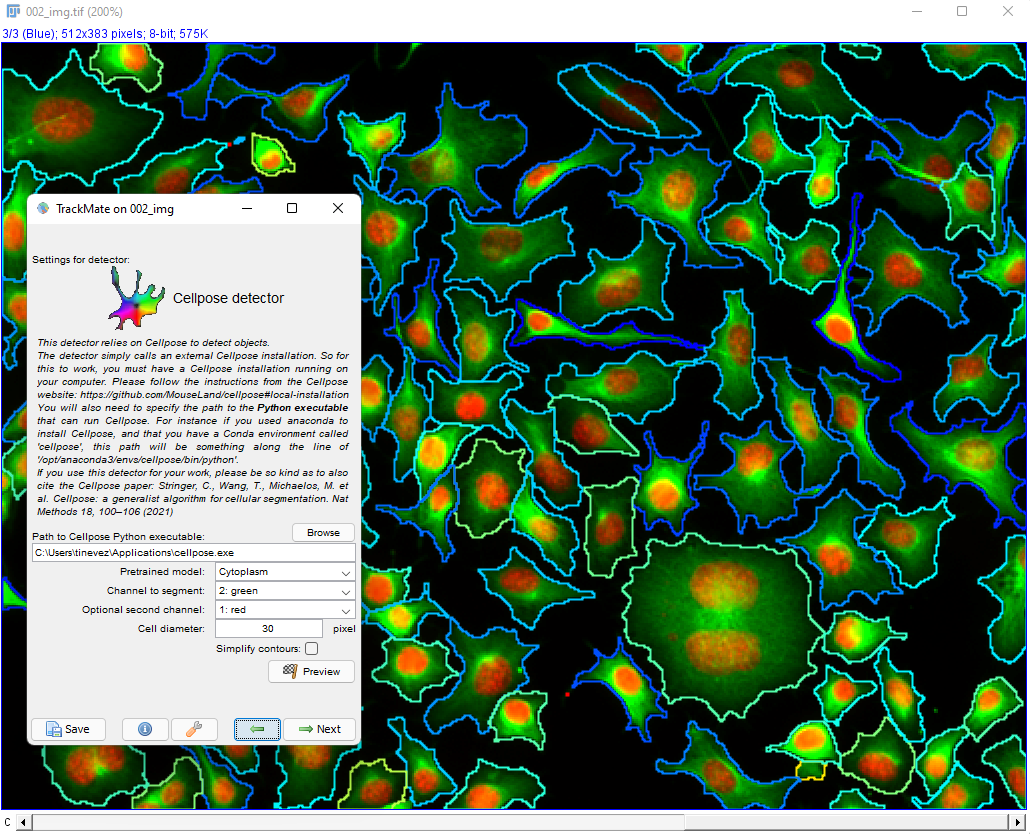 002_img.tif (200%)
3/3 (Blue); 512x383 pixels; 8-bit; 575K
TrackMate on 002_img
Settings for detector:
Cellpose detector
This detector relies on Cellpose to detect objects.
The detector simply calls an external Cellpose installation. So for
this to work, you must have a Cellpose installation running on
your computer. Please follow the instructions from the Cellpose
website: https://github.com/MouseLand/cellpose#local-installation
You will also need to specify the path to the Python executable
that can run Cellpose. For instance if you used anaconda to
install Cellpose, and that you have a Conda environment called
'cellpose', this path will be something along the line of
'/opt/anaconda3/envs/cellpose/bin/python'.
If you use this detector for your work, please be so kind as to also
cite the Cellpose paper: Stringer, C., Wang, T., Michaelos, M. et
al. Cellpose: a generalist algorithm for cellular segmentation. Nat
Methods 18, 100–106 (2021)
Path to Cellpose Python executable:
Browse
C:\Users\tinevez\Applications\cellpose.exe
Pretrained model: Cytoplasm
Channel to segment: 2: green
Optional second channel: 1: red
Cell diameter: 30 pixel
Simplify contours:
Preview
Save
Next
c